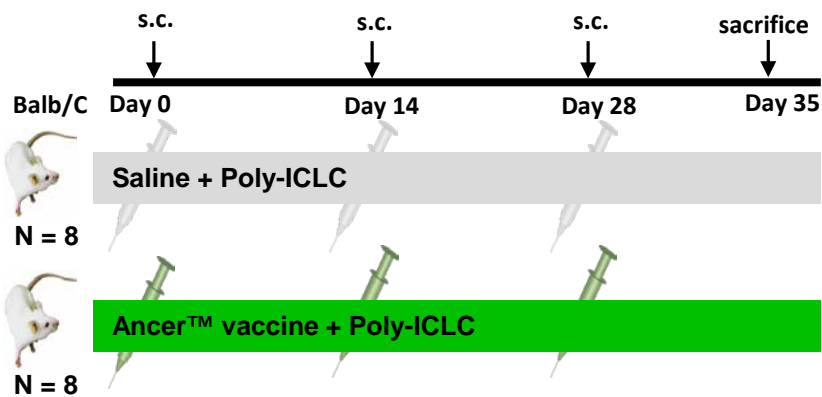 s.c. s.c. s.c. sacrifice
Balb/C Day 0 Day 14 Day 28 Day 35
Saline + Poly-ICLC
N = 8
Ancer™ vaccine + Poly-ICLC
N = 8